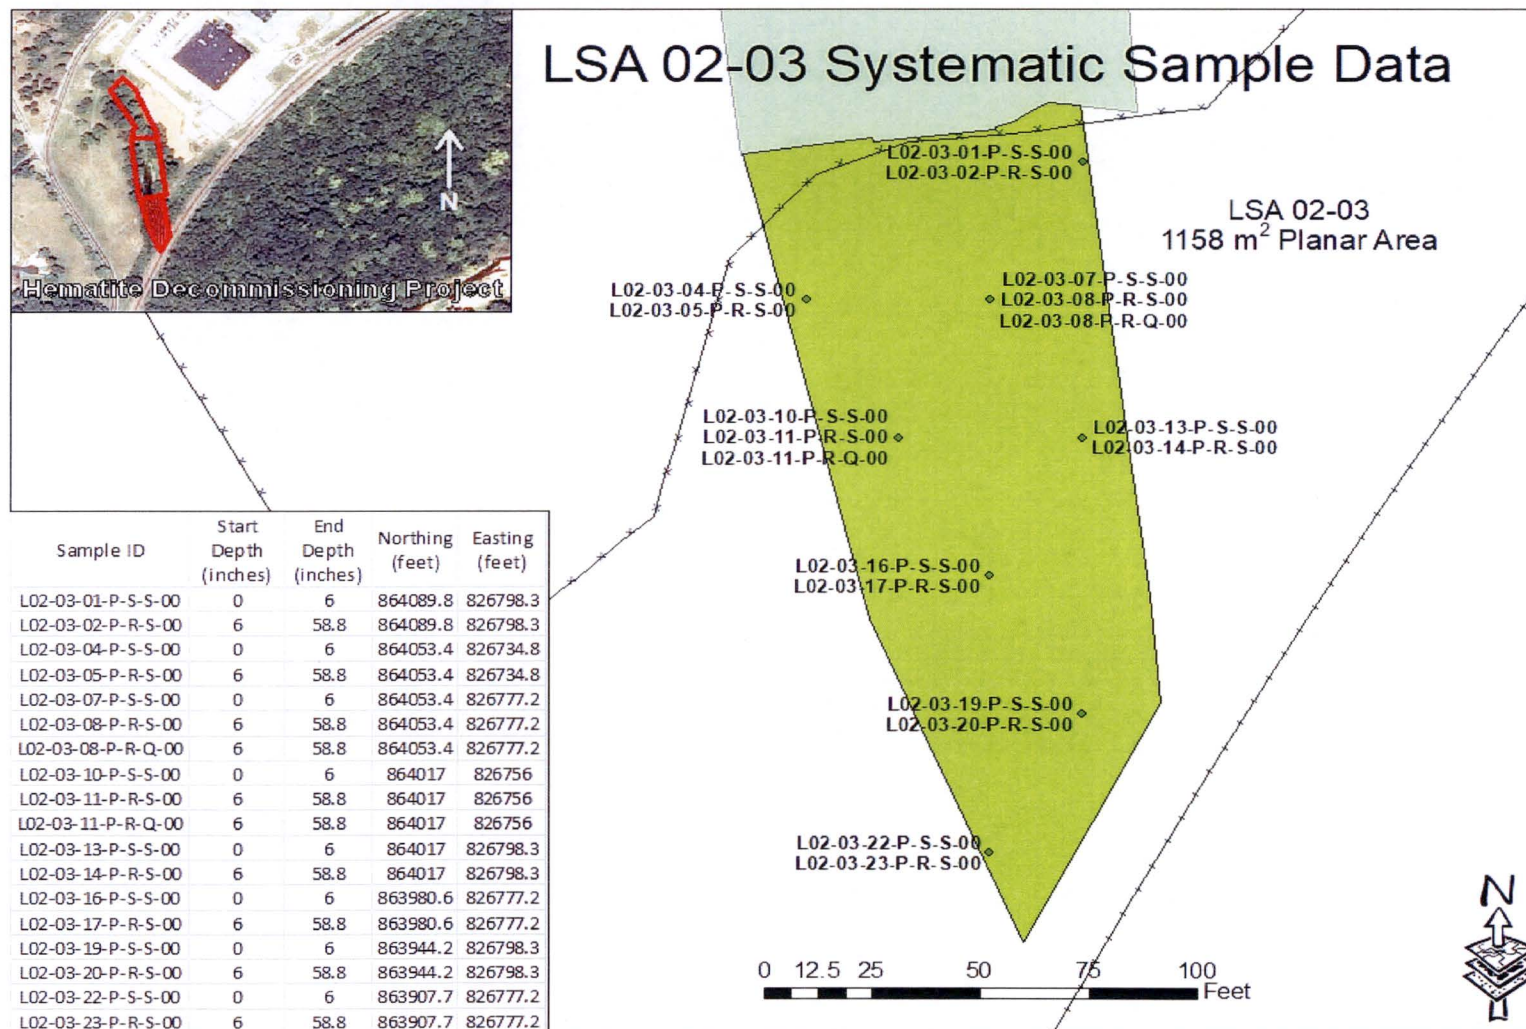 LSA 02-03 Systematic Sample Data
N
Hematite Decommissioning Project
L02-03-01-P-S-S-00
L02-03-02-P-R-S-00
LSA 02-03
1158 m² Planar Area
L02-03-04-P-S-S-00
L02-03-05-P-R-S-00
L02-03-07-P-S-S-00
L02-03-08-P-R-S-00
L02-03-08-P-R-Q-00
L02-03-10-P-S-S-00
L02-03-11-P-R-S-00
L02-03-11-P-R-Q-00
L02-03-13-P-S-S-00
L02-03-14-P-R-S-00
L02-03-16-P-S-S-00
L02-03-17-P-R-S-00
L02-03-19-P-S-S-00
L02-03-20-P-R-S-00
L02-03-22-P-S-S-00
L02-03-23-P-R-S-00
Sample ID Start Depth (inches) End Depth (inches) Northing (feet) Easting (feet)
L02-03-01-P-S-S-00 0 6 864089.8 826798.3
L02-03-02-P-R-S-00 6 58.8 864089.8 826798.3
L02-03-04-P-S-S-00 0 6 864053.4 826734.8
L02-03-05-P-R-S-00 6 58.8 864053.4 826734.8
L02-03-07-P-S-S-00 0 6 864053.4 826777.2
L02-03-08-P-R-S-00 6 58.8 864053.4 826777.2
L02-03-08-P-R-Q-00 6 58.8 864053.4 826777.2
L02-03-10-P-S-S-00 0 6 864017 826756
L02-03-11-P-R-S-00 6 58.8 864017 826756
L02-03-11-P-R-Q-00 6 58.8 864017 826756
L02-03-13-P-S-S-00 0 6 864017 826798.3
L02-03-14-P-R-S-00 6 58.8 864017 826798.3
L02-03-16-P-S-S-00 0 6 863980.6 826777.2
L02-03-17-P-R-S-00 6 58.8 863980.6 826777.2
L02-03-19-P-S-S-00 0 6 863944.2 826798.3
L02-03-20-P-R-S-00 6 58.8 863944.2 826798.3
L02-03-22-P-S-S-00 0 6 863907.7 826777.2
L02-03-23-P-R-S-00 6 58.8 863907.7 826777.2
0 12.5 25 50 75 100
Feet
N